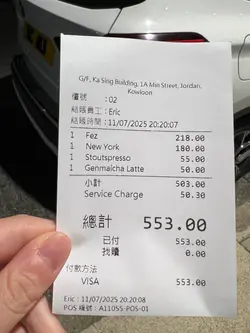 G/F, Ka Sing Building, 1A Min Street, Jordan,
Kowloon
檯號 :02
結賬員工 : Eric
結賬時間 : 11/07/2025 20:20:07
1 Fez 218.00
1 New York 180.00
1 Stoutspresso 55.00
1 Genmaicha Latte 50.00
小計 503.00
Service Charge 50.30
總計 553.00
已付 553.00
找贖 0.00
付款方法
VISA 553.00
Eric : 11/07/2025 20:20:08
POS 編號 : A11055-POS-01